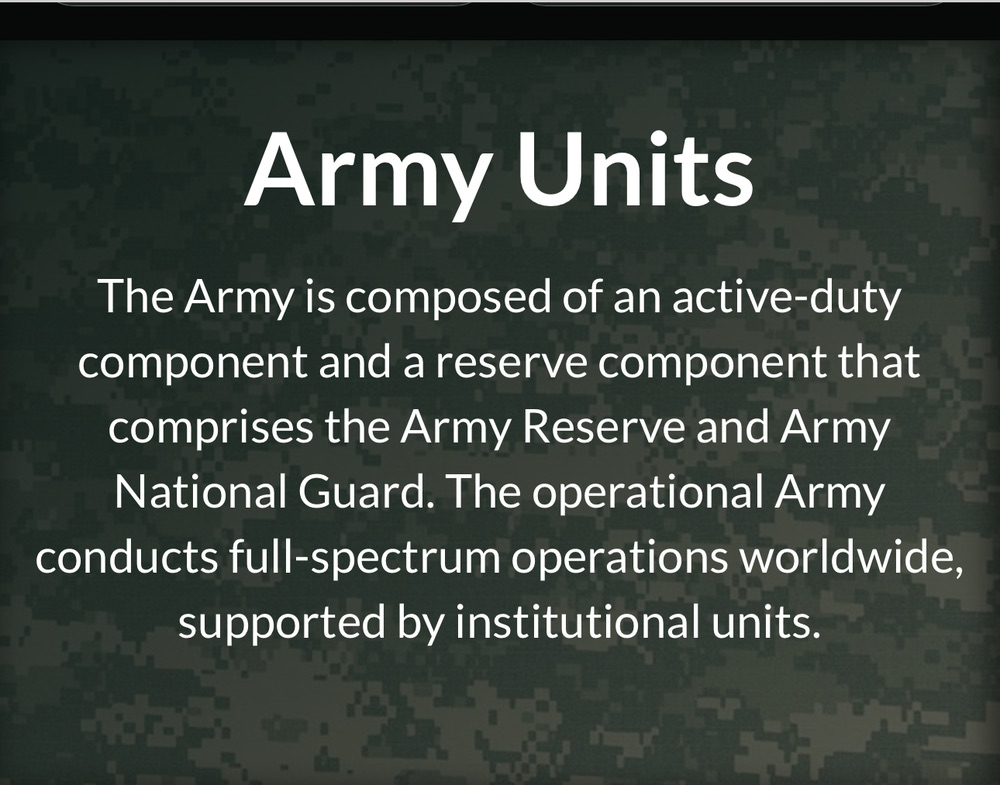 Army Units
The Army is composed of an active-duty
component and a reserve component that
comprises the Army Reserve and Army
National Guard. The operational Army
conducts full-spectrum operations worldwide,
supported by institutional units.